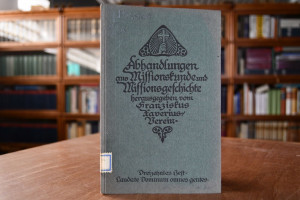 Abhandlungen
aus Missionskunde und
Missionsgeschichte
herausgegeben vom
Franziskus
Xaverius-
Verein.
Dreizehntes Heft
Laudate Dominum omnes gentes